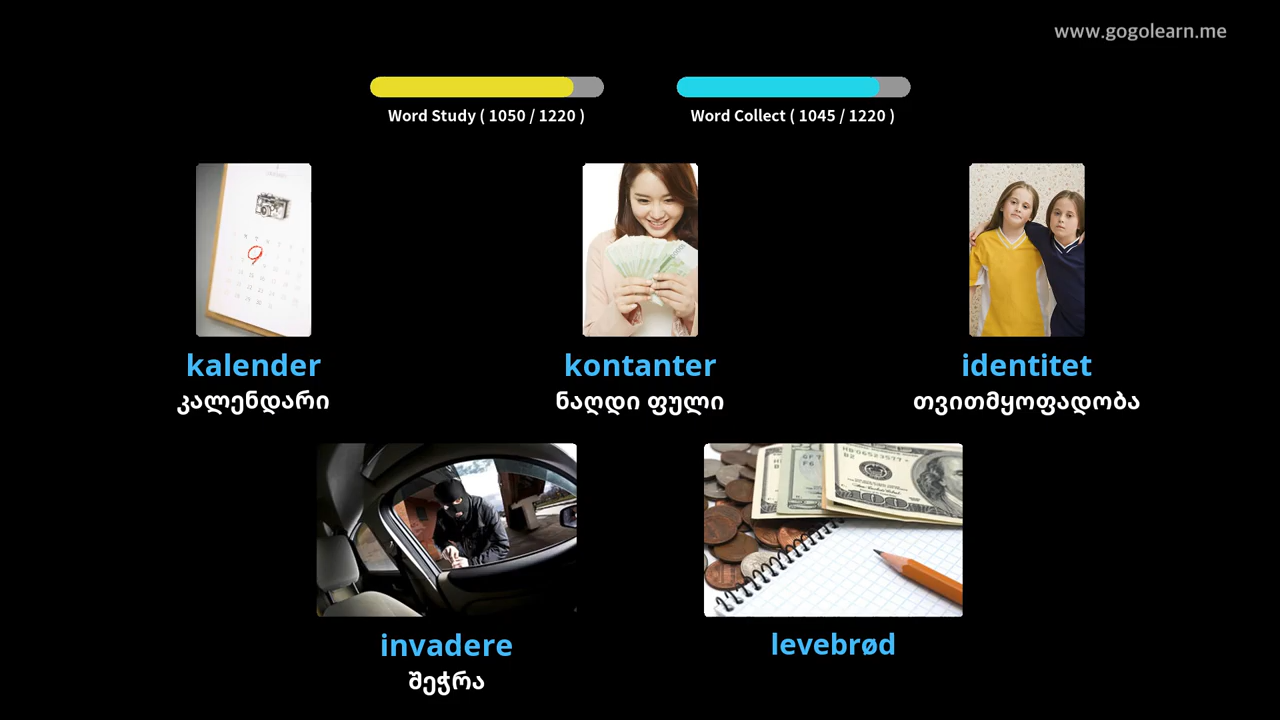 www.gogolearn.me
Word Study ( 1050 / 1220 )
Word Collect ( 1045 / 1220 )
kalender
კალენდარი
kontanter
ნაღდი ფული
identitet
თვითმყოფადობა
invadere
შეჭრა
levebrød